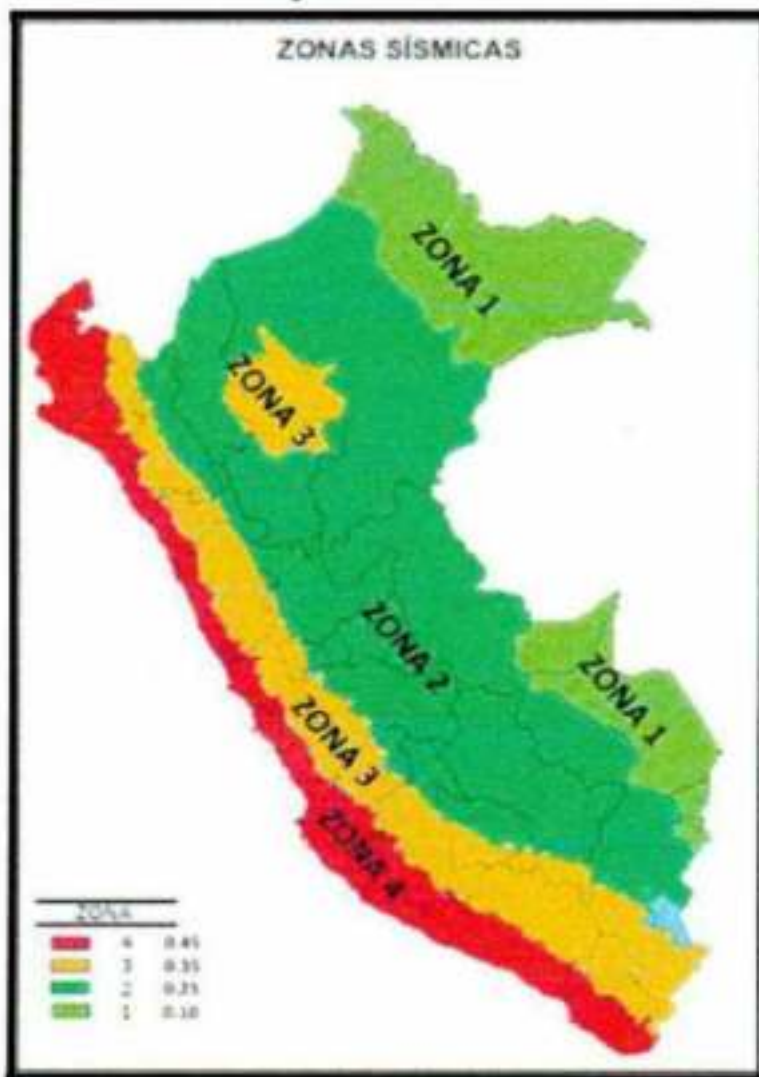 ZONAS SÍSMICAS
ZONA 1
ZONA 3
ZONA 2
ZONA 1
ZONA 3
ZONA 4
ZONA
4 0.45
3 0.35
2 0.25
1 0.10